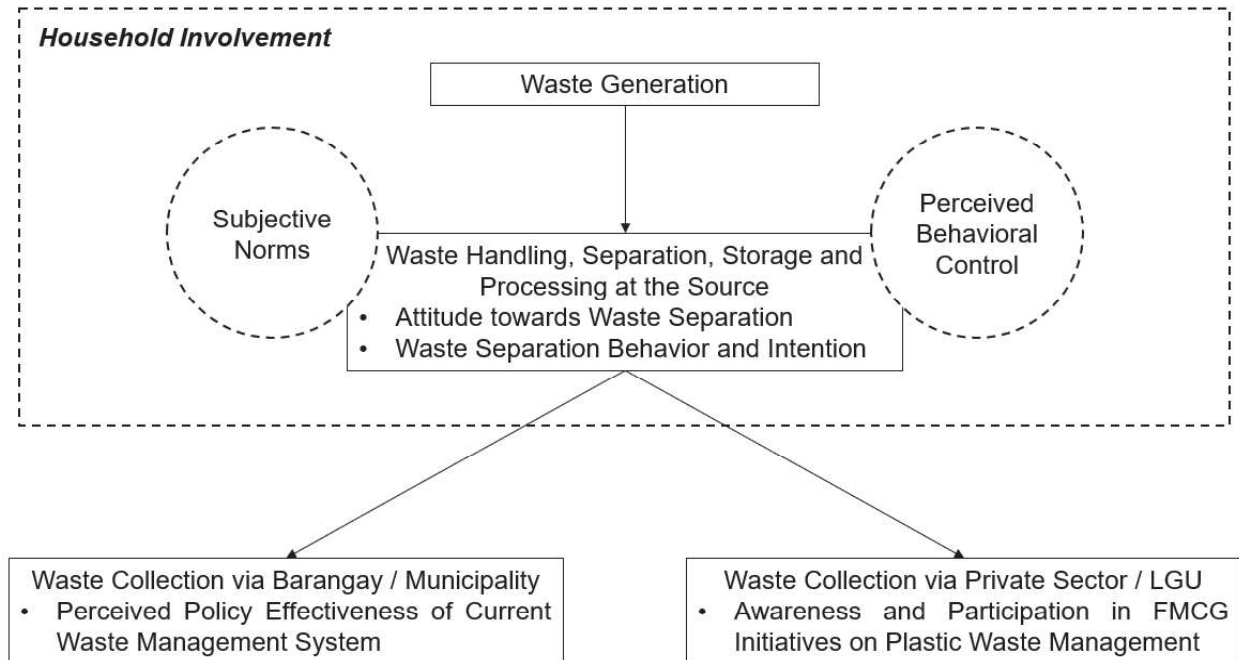 Household Involvement
Waste Generation
Subjective
Norms
Perceived
Behavioral
Control
Waste Handling, Separation, Storage and
Processing at the Source
• Attitude towards Waste Separation
• Waste Separation Behavior and Intention
Waste Collection via Barangay / Municipality
• Perceived Policy Effectiveness of Current
Waste Management System
Waste Collection via Private Sector / LGU
• Awareness and Participation in FMCG
Initiatives on Plastic Waste Management